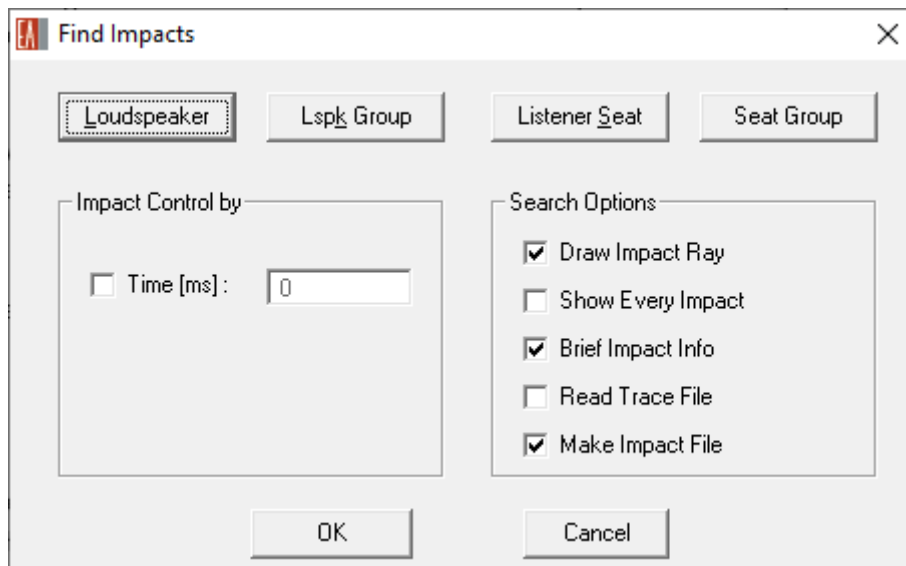 EA Find Impacts
Loudspeaker Lspk Group Listener Seat Seat Group
Impact Control by Search Options
Time [ms] : 0
Draw Impact Ray
Show Every Impact
Brief Impact Info
Read Trace File
Make Impact File
OK Cancel